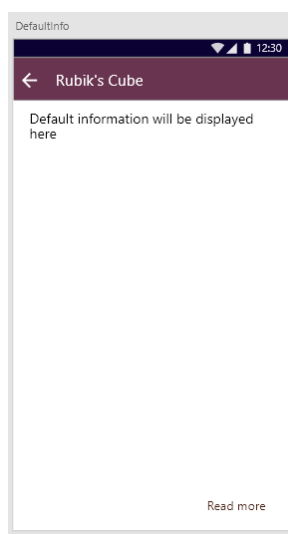 DefaultInfo
12:30
Rubik's Cube
Default information will be displayed
here
Read more